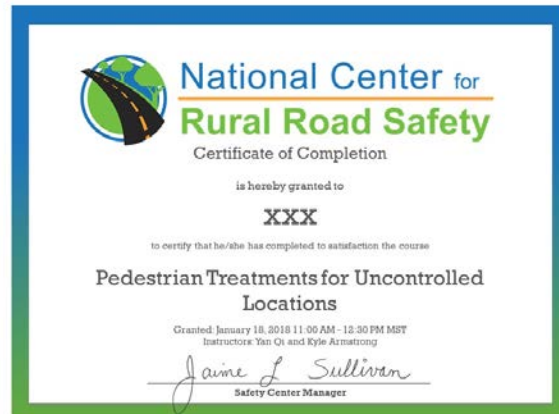 National Center for
Rural Road Safety
Certificate of Completion
is hereby granted to
XXX
to certify that he/she has completed to satisfaction the course
Pedestrian Treatments for Uncontrolled
Locations
Granted: January 18, 2018 11:00 AM - 12:30 PM MST
Instructors: Yan Qi and Kyle Armstrong
Jaime L Sullivan
Safety Center Manager